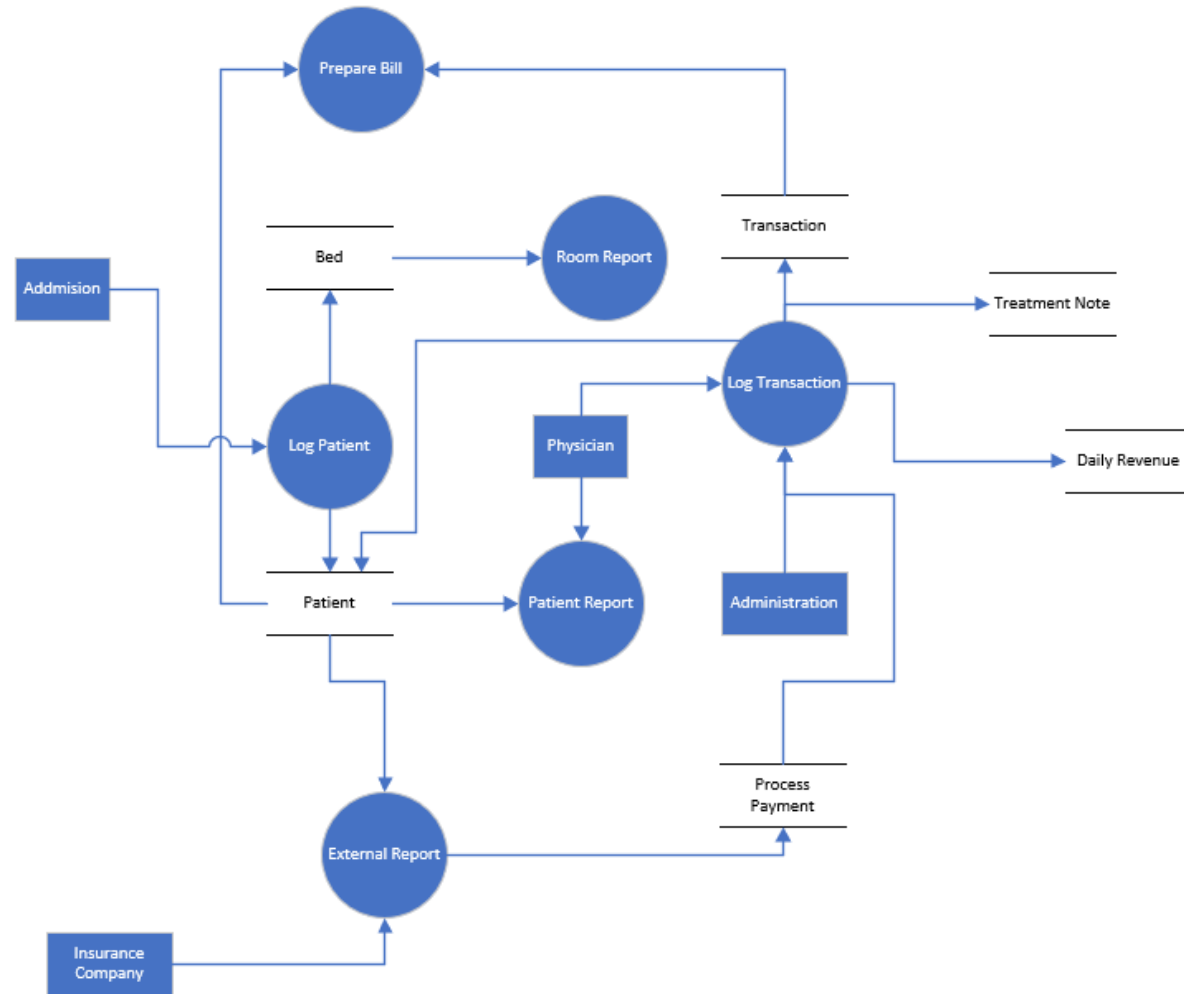 Prepare Bill
Transaction
Bed
Room Report
Addmision
Treatment Note
Log Transaction
Log Patient
Physician
Daily Revenue
Patient
Patient Report
Administration
Process
Payment
External Report
Insurance
Company